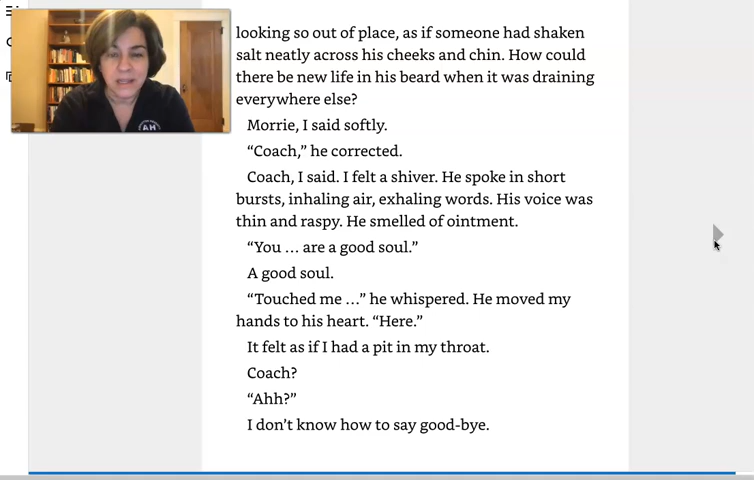 looking so out of place, as if someone had shaken
salt neatly across his cheeks and chin. How could
there be new life in his beard when it was draining
everywhere else?
Morrie, I said softly.
“Coach,” he corrected.
Coach, I said. I felt a shiver. He spoke in short
bursts, inhaling air, exhaling words. His voice was
thin and raspy. He smelled of ointment.
“You … are a good soul.”
A good soul.
“Touched me …” he whispered. He moved my
hands to his heart. “Here.”
It felt as if I had a pit in my throat.
Coach?
“Ahh?”
I don’t know how to say good-bye.
AH